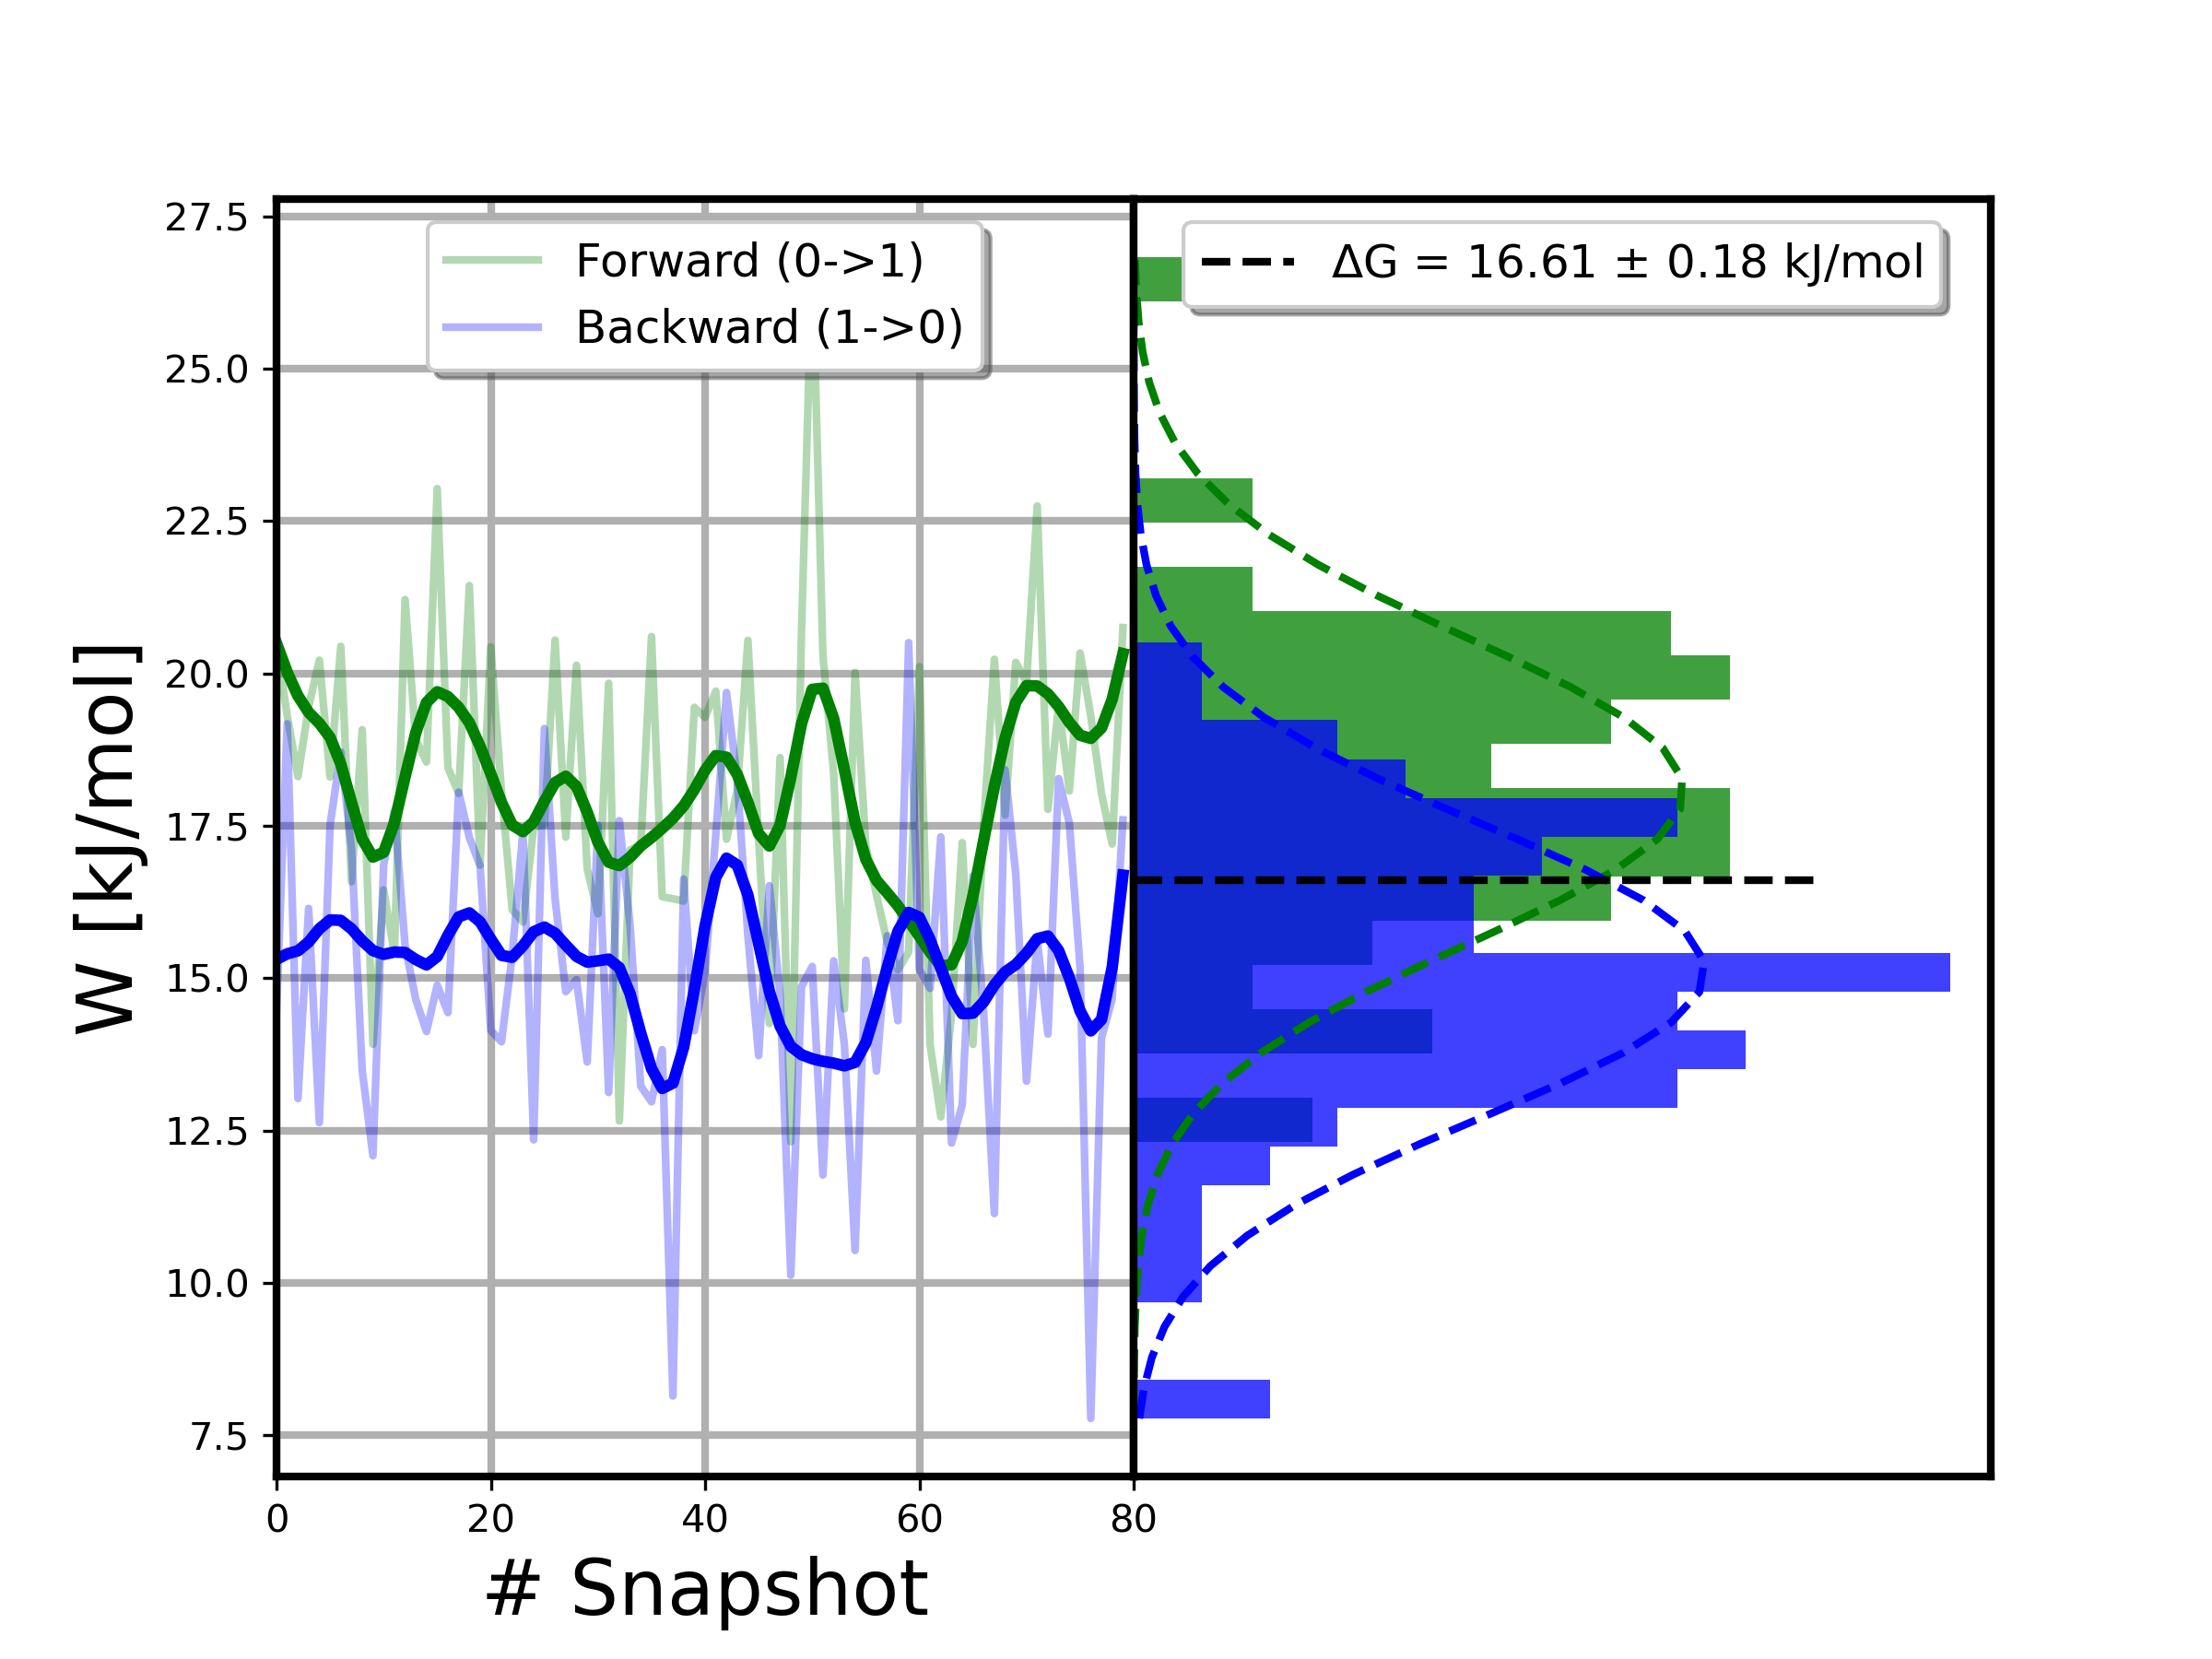 27.5
25.0
22.5
20.0
17.5
15.0
12.5
10.0
7.5
W [kJ/mol]
Forward (0->1)
Backward (1->0)
ΔG = 16.61 ± 0.18 kJ/mol
0 20 40 60 80
# Snapshot